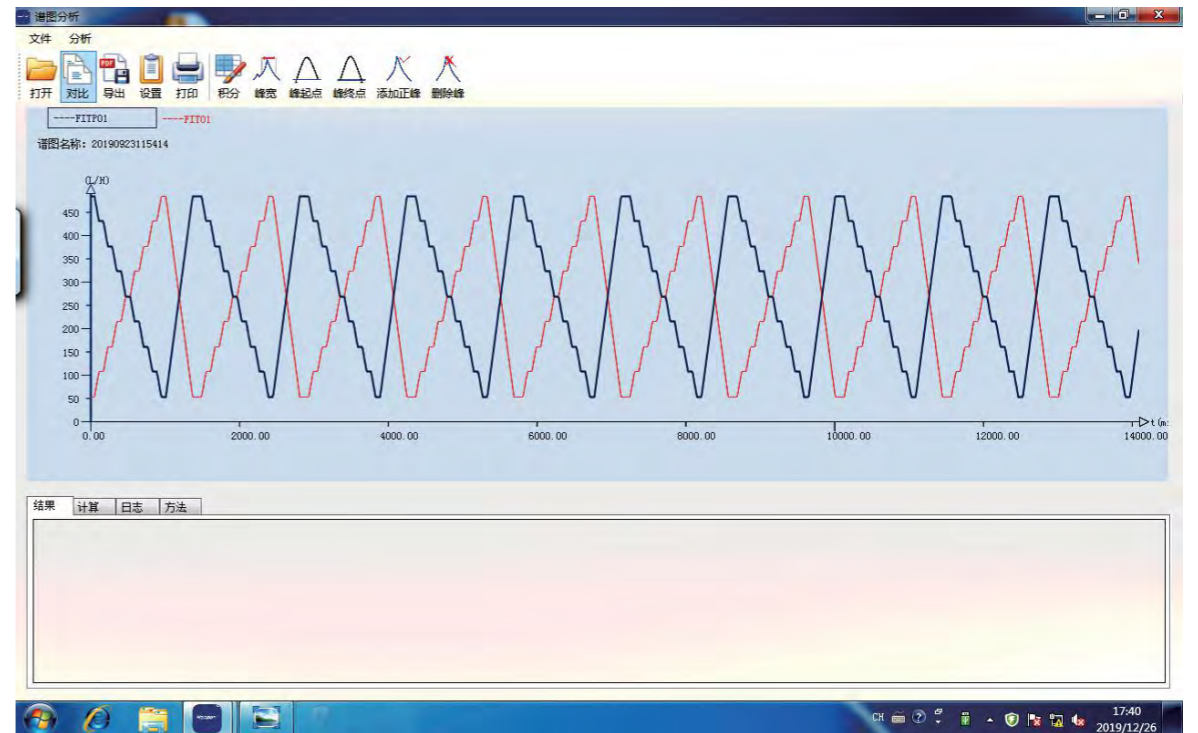 谱图分析
文件 分析
打开 对比 导出 设置 打印 积分 峰宽 峰起点 峰终点 添加正峰 删除峰
----FITP01 ----FIT01
谱图名称: 20190923115414
(L/H)
450
400
350
300
250
200
150
100
50
0
0.00 2000.00 4000.00 6000.00 8000.00 10000.00 12000.00 14000.00
t(m:
结果 计算 日志 方法
CH
17:40
2019/12/26